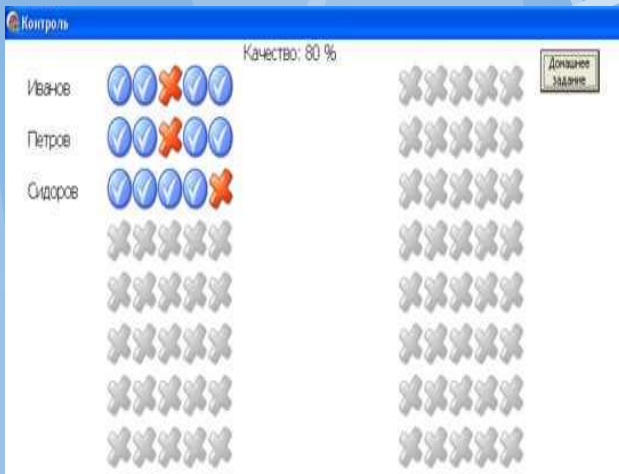 Контроль
Качество: 80 %
Домашнее
задание
Иванов
Петров
Сидоров